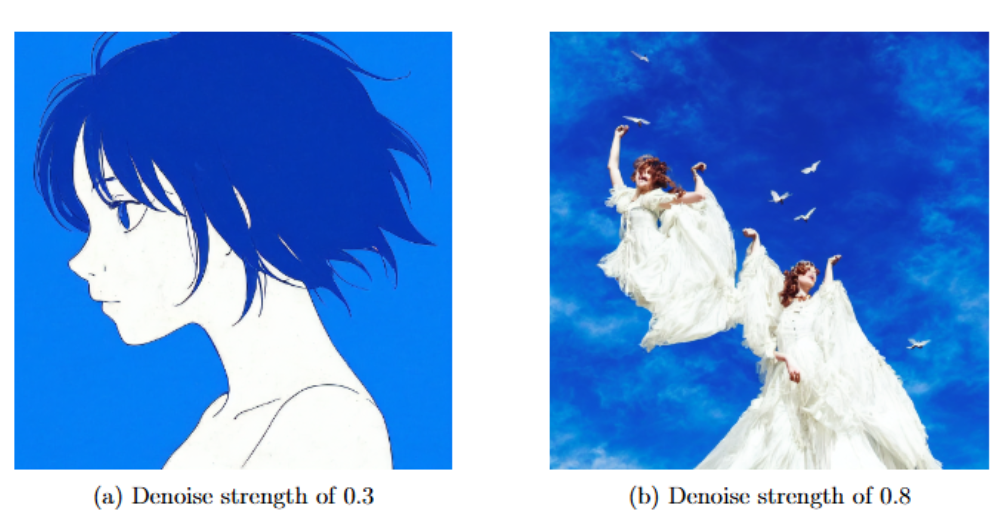 (a) Denoise strength of 0.3
(b) Denoise strength of 0.8